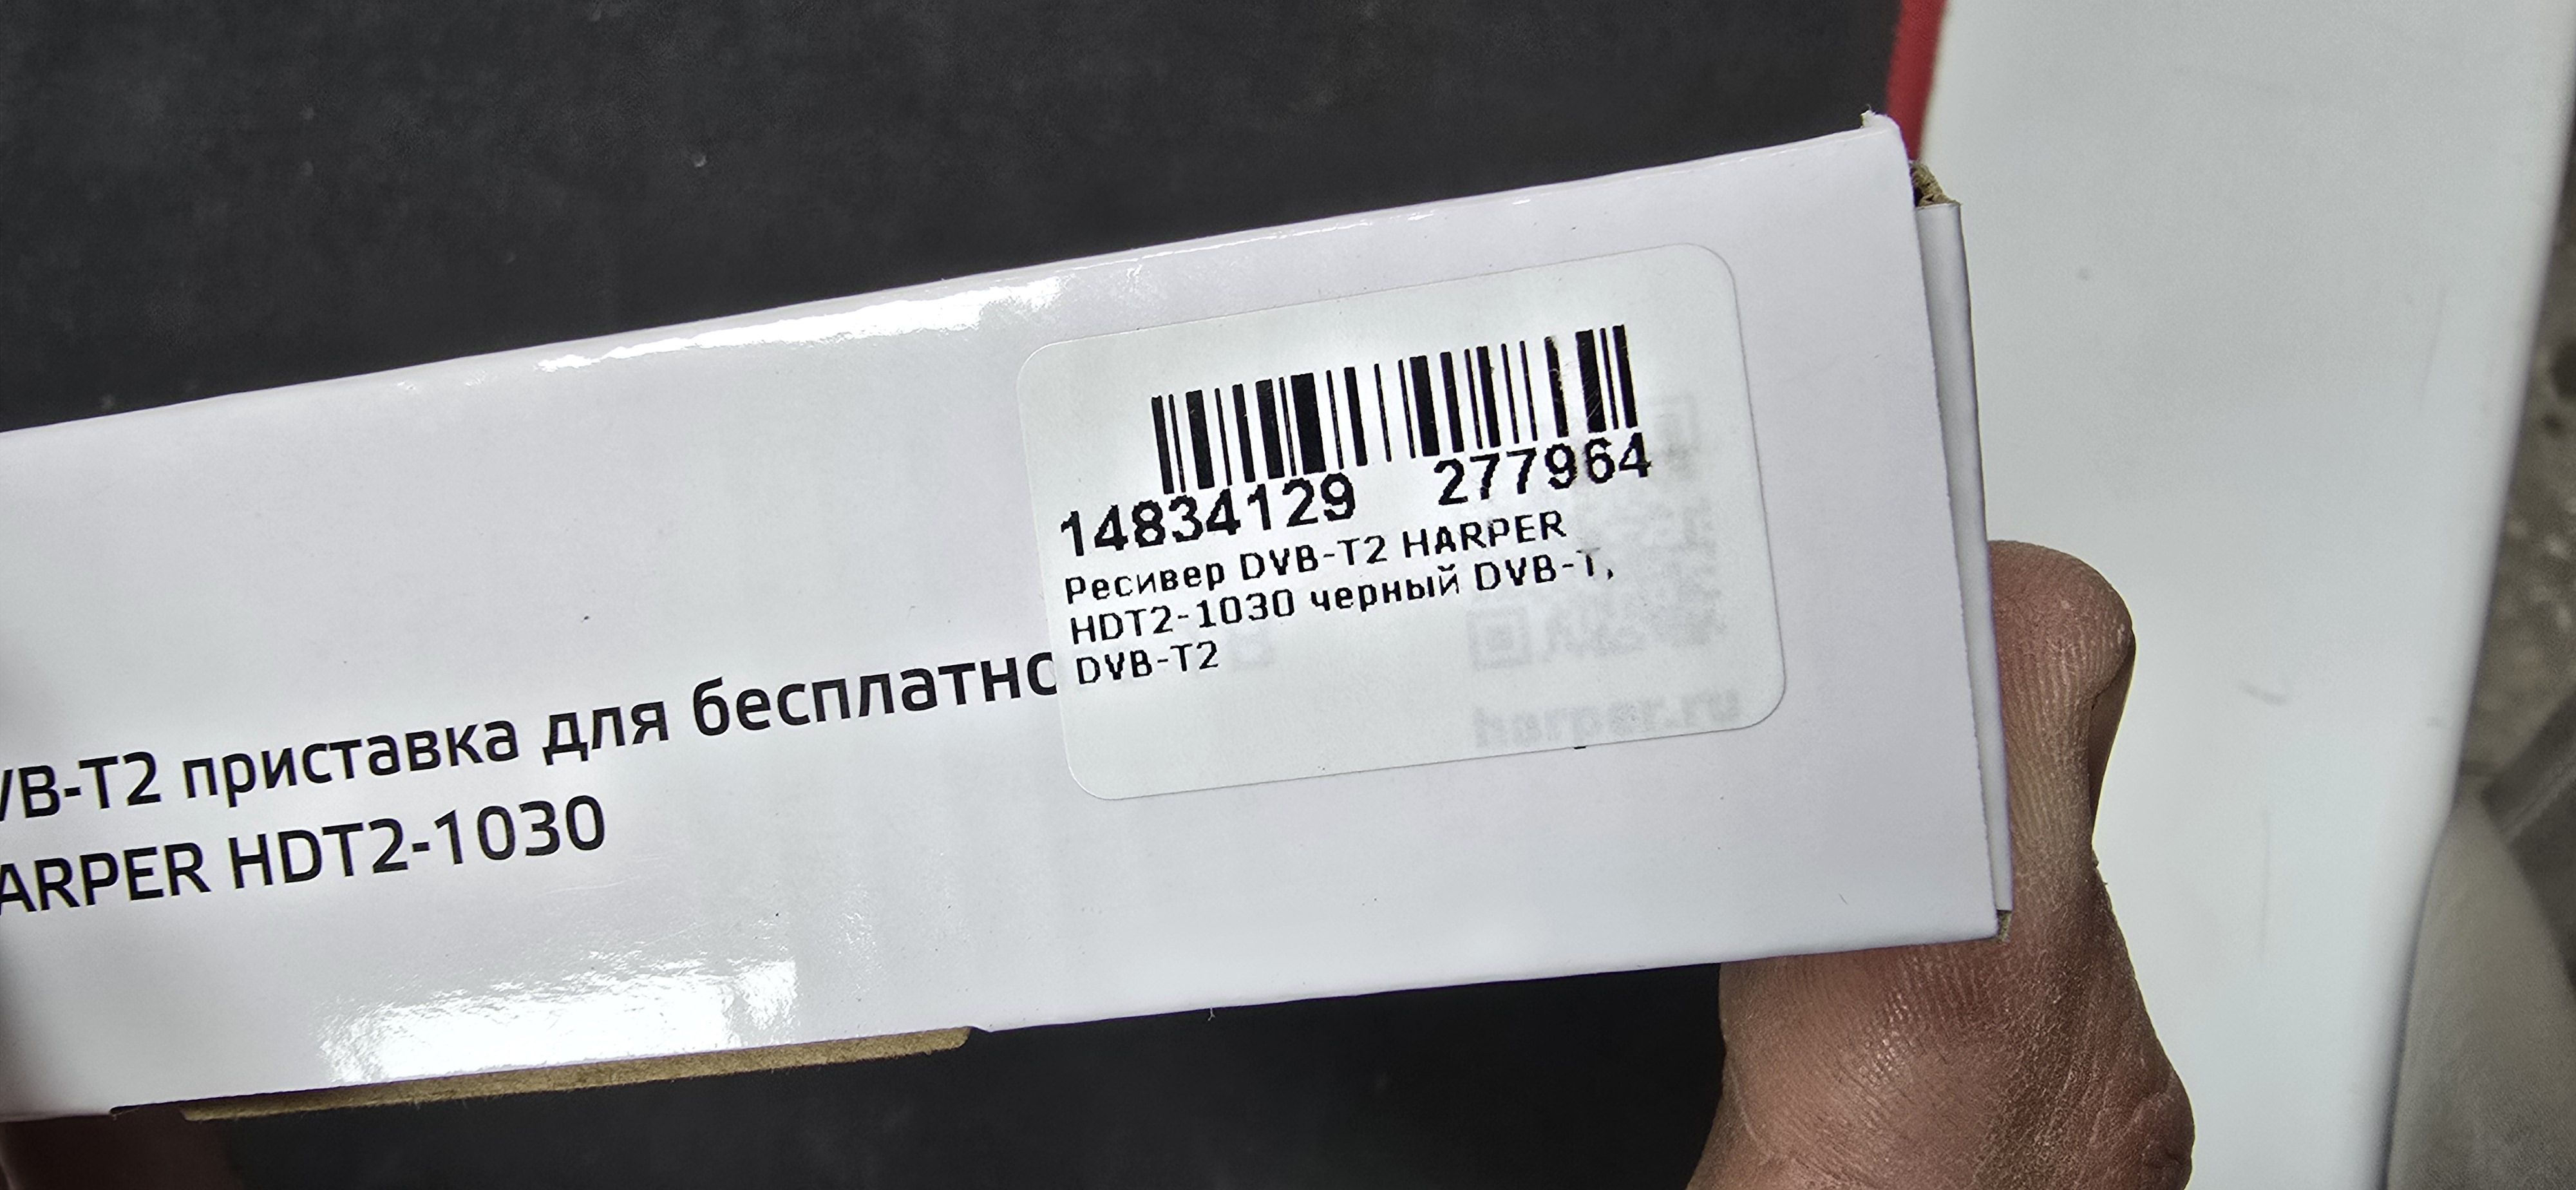 14834129 277964
Ресивер DVB-T2 HARPER
HDT2-1030 черный DVB-T,
DVB-T2
VB-T2 приставка для бесплатно
ARPER HDT2-1030
harper.ru